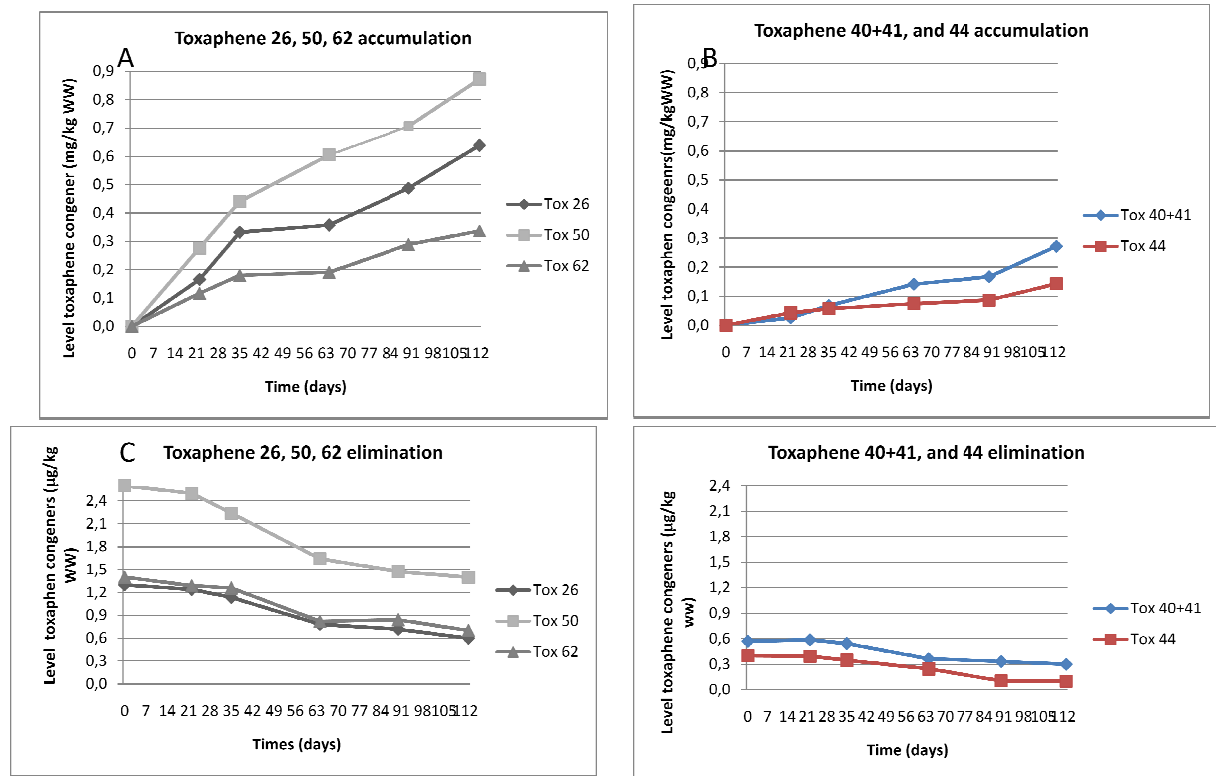 Toxaphene 26, 50, 62 accumulation
A
Level toxaphene congener (mg/kg WW)
0,9
0,8
0,7
0,6
0,5
0,4
0,3
0,2
0,1
0,0
0 7 14 21 28 35 42 49 56 63 70 77 84 91 98 105 112
Time (days)
Tox 26
Tox 50
Tox 62
Toxaphene 40+41, and 44 accumulation
B
Level toxaphen congeenrs(mg/kgWW)
0,9
0,8
0,7
0,6
0,5
0,4
0,3
0,2
0,1
0,0
0 7 14 21 28 35 42 49 56 63 70 77 84 91 98 105 112
Time (days)
Tox 40+41
Tox 44
C
Toxaphene 26, 50, 62 elimination
Level toxaphen congeners (µg/kg
WW)
2,4
2,1
1,8
1,5
1,2
0,9
0,6
0,3
0,0
0 7 14 21 28 35 42 49 56 63 70 77 84 91 98 105 112
Times (days)
Tox 26
Tox 50
Tox 62
Toxaphene 40+41, and 44 elimination
Level toxaphene congeners (µg/kg
ww)
2,4
2,1
1,8
1,5
1,2
0,9
0,6
0,3
0,0
0 7 14 21 28 35 42 49 56 63 70 77 84 91 98 105 112
Time (days)
Tox 40+41
Tox 44